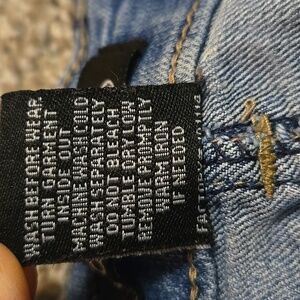 WASH BEFORE WEAR
TURN GARMENT
INSIDE OUT
MACHINE WASH COLD
WASH SEPARATELY
DO NOT BLEACH
TUMBLE DRY LOW
REMOVE PROMPTLY
WARM IRON
IF NEEDED